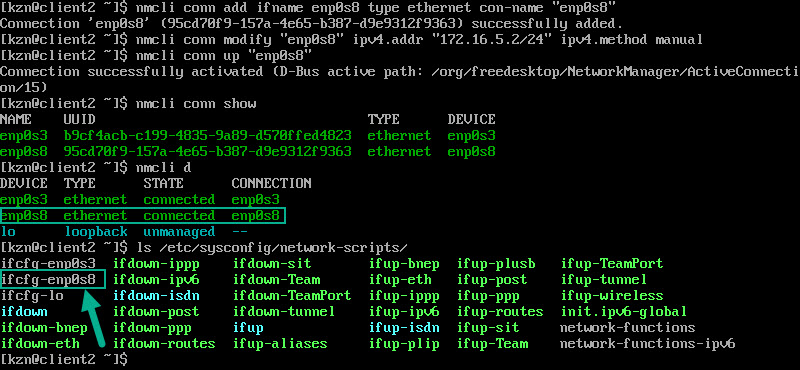 [kzn@client2 ~]$ nmcli conn add ifname enp0s8 type ethernet con-name "enp0s8"
Connection 'enp0s8' (95cd70f9-157a-4e65-b387-d9e9312f9363) successfully added.
[kzn@client2 ~]$ nmcli conn modify "enp0s8" ipv4.addr "172.16.5.2/24" ipv4.method manual
[kzn@client2 ~]$ nmcli conn up "enp0s8"
Connection successfully activated (D-Bus active path: /org/freedesktop/NetworkManager/ActiveConnecti
on/15)
[kzn@client2 ~]$ nmcli conn show
NAME    UUID                                  TYPE      DEVICE
enp0s3  b9cf4acb-c199-4835-9a89-d570ffed4823  ethernet  enp0s3
enp0s8  95cd70f9-157a-4e65-b387-d9e9312f9363  ethernet  enp0s8
[kzn@client2 ~]$ nmcli d
DEVICE  TYPE      STATE      CONNECTION
enp0s3  ethernet  connected  enp0s3
enp0s8  ethernet  connected  enp0s8
lo      loopback  unmanaged  --
[kzn@client2 ~]$ ls /etc/sysconfig/network-scripts/
ifcfg-enp0s3  ifdown-ippp    ifdown-sit       ifup-bnep  ifup-plusb   ifup-TeamPort
ifcfg-enp0s8  ifdown-ipv6    ifdown-Team      ifup-eth   ifup-post    ifup-tunnel
ifcfg-lo      ifdown-isdn    ifdown-TeamPort  ifup-ippp  ifup-ppp     ifup-wireless
ifdown        ifdown-post    ifdown-tunnel    ifup-ipv6  ifup-routes  init.ipv6-global
ifdown-bnep   ifdown-ppp     ifup             ifup-isdn  ifup-sit     network-functions
ifdown-eth    ifdown-routes  ifup-aliases     ifup-plip  ifup-Team    network-functions-ipv6
[kzn@client2 ~]$